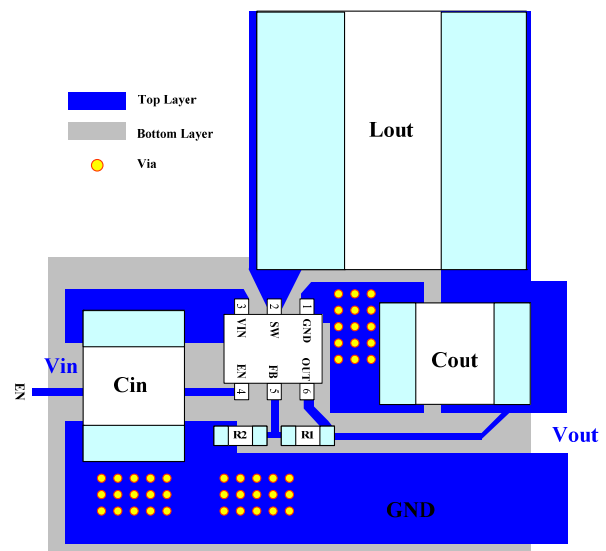 Top Layer
Bottom Layer
Via
Lout
3 2 1
VIN SW GND
EN FB OUT
4 5 6
Vin
EN
Cin
Cout
R2
R1
Vout
GND